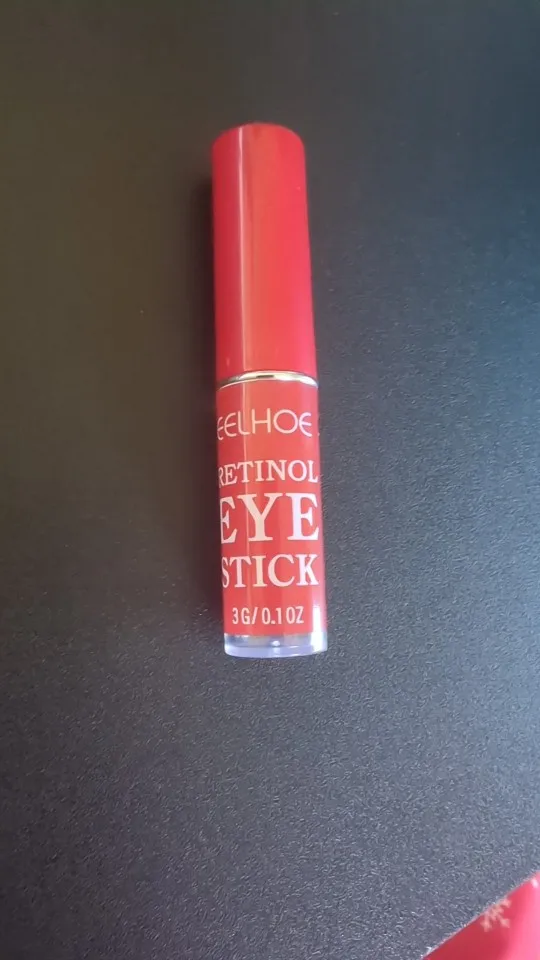 EELHOE
RETINOL
EYE
STICK
3G/0.1OZ